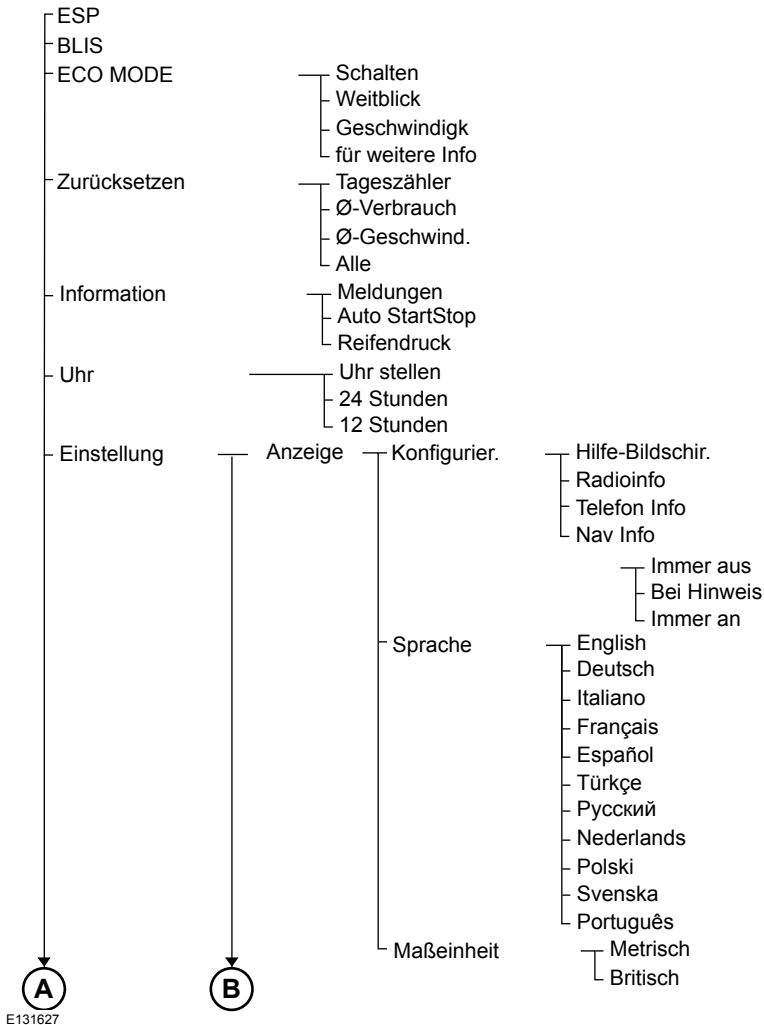 ESP
BLIS
ECO MODE
Schalten
Weitblick
Geschwindigk
für weitere Info
Zurücksetzen
Tageszähler
Ø-Verbrauch
Ø-Geschwind.
Alle
Information
Meldungen
Auto StartStop
Reifendruck
Uhr
Uhr stellen
24 Stunden
12 Stunden
Einstellung
Anzeige
Konfigurier.
Hilfe-Bildschir.
Radioinfo
Telefon Info
Nav Info
Immer aus
Bei Hinweis
Immer an
Sprache
English
Deutsch
Italiano
Français
Español
Türkçe
Русский
Nederlands
Polski
Svenska
Português
Maßeinheit
Metrisch
Britisch
A
B
E131627